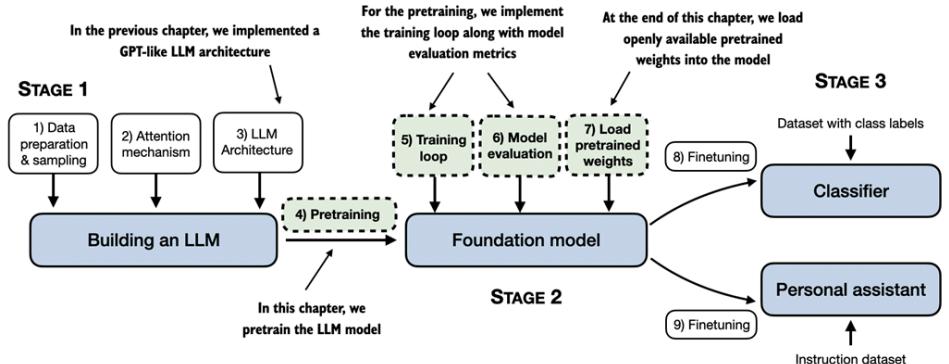 For the pretraining, we implement
the training loop along with model
evaluation metrics
At the end of this chapter, we load
openly available pretrained
weights into the model
In the previous chapter, we implemented a
GPT-like LLM architecture
STAGE 1
STAGE 3
1) Data
preparation
& sampling
2) Attention
mechanism
3) LLM
Architecture
5) Training
loop
6) Model
evaluation
7) Load
pretrained
weights
Dataset with class labels
8) Finetuning
Classifier
4) Pretraining
Building an LLM
Foundation model
STAGE 2
In this chapter, we
pretrain the LLM model
Personal assistant
9) Finetuning
Instruction dataset